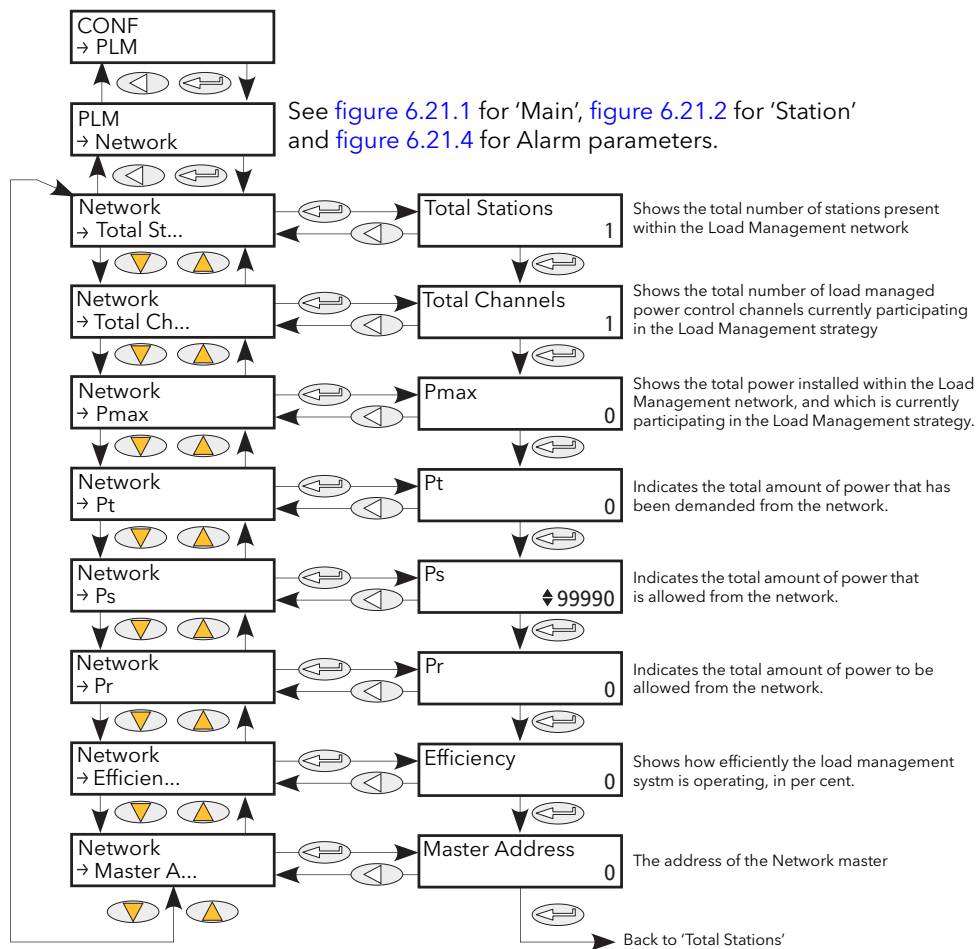 CONF
→ PLM
PLM
→ Network
See figure 6.21.1 for ‘Main’, figure 6.21.2 for ‘Station’
and figure 6.21.4 for Alarm parameters.
Network
→ Total St...
Total Stations
1
Shows the total number of stations present
within the Load Management network
Network
→ Total Ch...
Total Channels
1
Shows the total number of load managed
power control channels currently participating
in the Load Management strategy
Network
→ Pmax
Pmax
0
Shows the total power installed within the Load
Management network, and which is currently
participating in the Load Management strategy.
Network
→ Pt
Pt
0
Indicates the total amount of power that has
been demanded from the network.
Network
→ Ps
Ps
99990
Indicates the total amount of power that
is allowed from the network.
Network
→ Pr
Pr
0
Indicates the total amount of power to be
allowed from the network.
Network
→ Efficien...
Efficiency
0
Shows how efficiently the load management
systm is operating, in per cent.
Network
→ Master A...
Master Address
0
The address of the Network master
Back to ‘Total Stations’